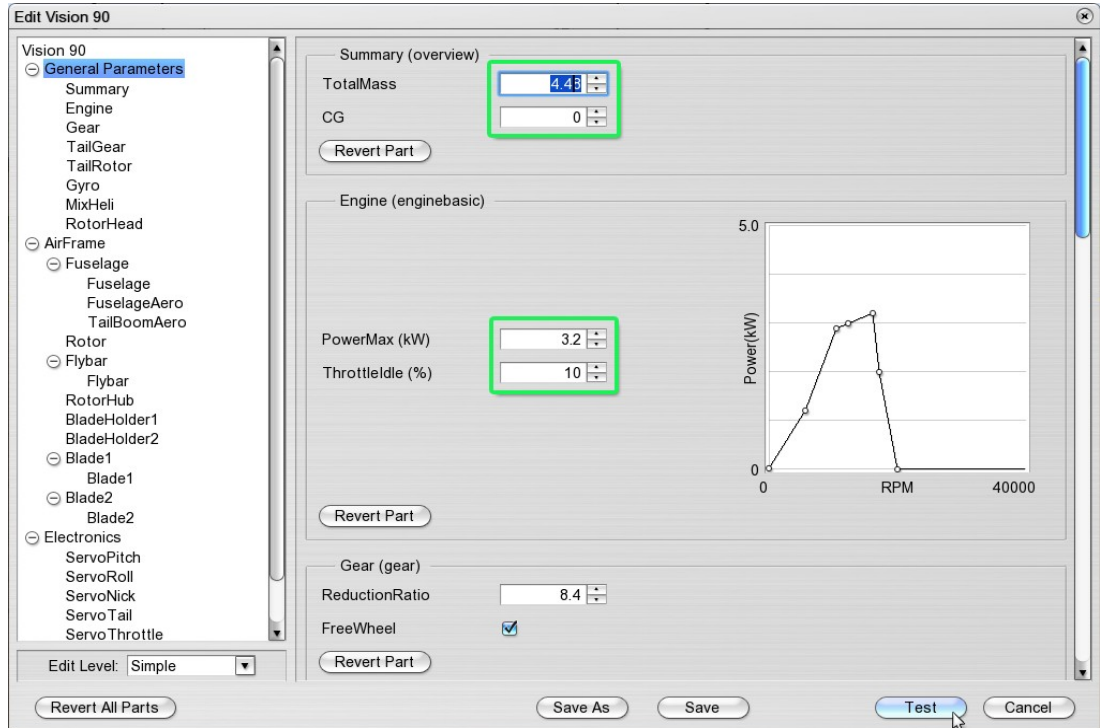 Edit Vision 90
Vision 90
General Parameters
Summary
Engine
Gear
TailGear
TailRotor
Gyro
MixHeli
RotorHead
AirFrame
Fuselage
Fuselage
FuselageAero
TailBoomAero
Rotor
Flybar
Flybar
RotorHub
BladeHolder1
BladeHolder2
Blade1
Blade1
Blade2
Blade2
Electronics
ServoPitch
ServoRoll
ServoNick
ServoTail
ServoThrottle
Edit Level: Simple
Summary (overview)
TotalMass 4.48
CG 0
Revert Part
Engine (enginebasic)
PowerMax (kW) 3.2
ThrottleIdle (%) 10
5.0
Power(kW)
0
0 RPM 40000
Revert Part
Gear (gear)
ReductionRatio 8.4
FreeWheel
Revert Part
Revert All Parts Save As Save Test Cancel